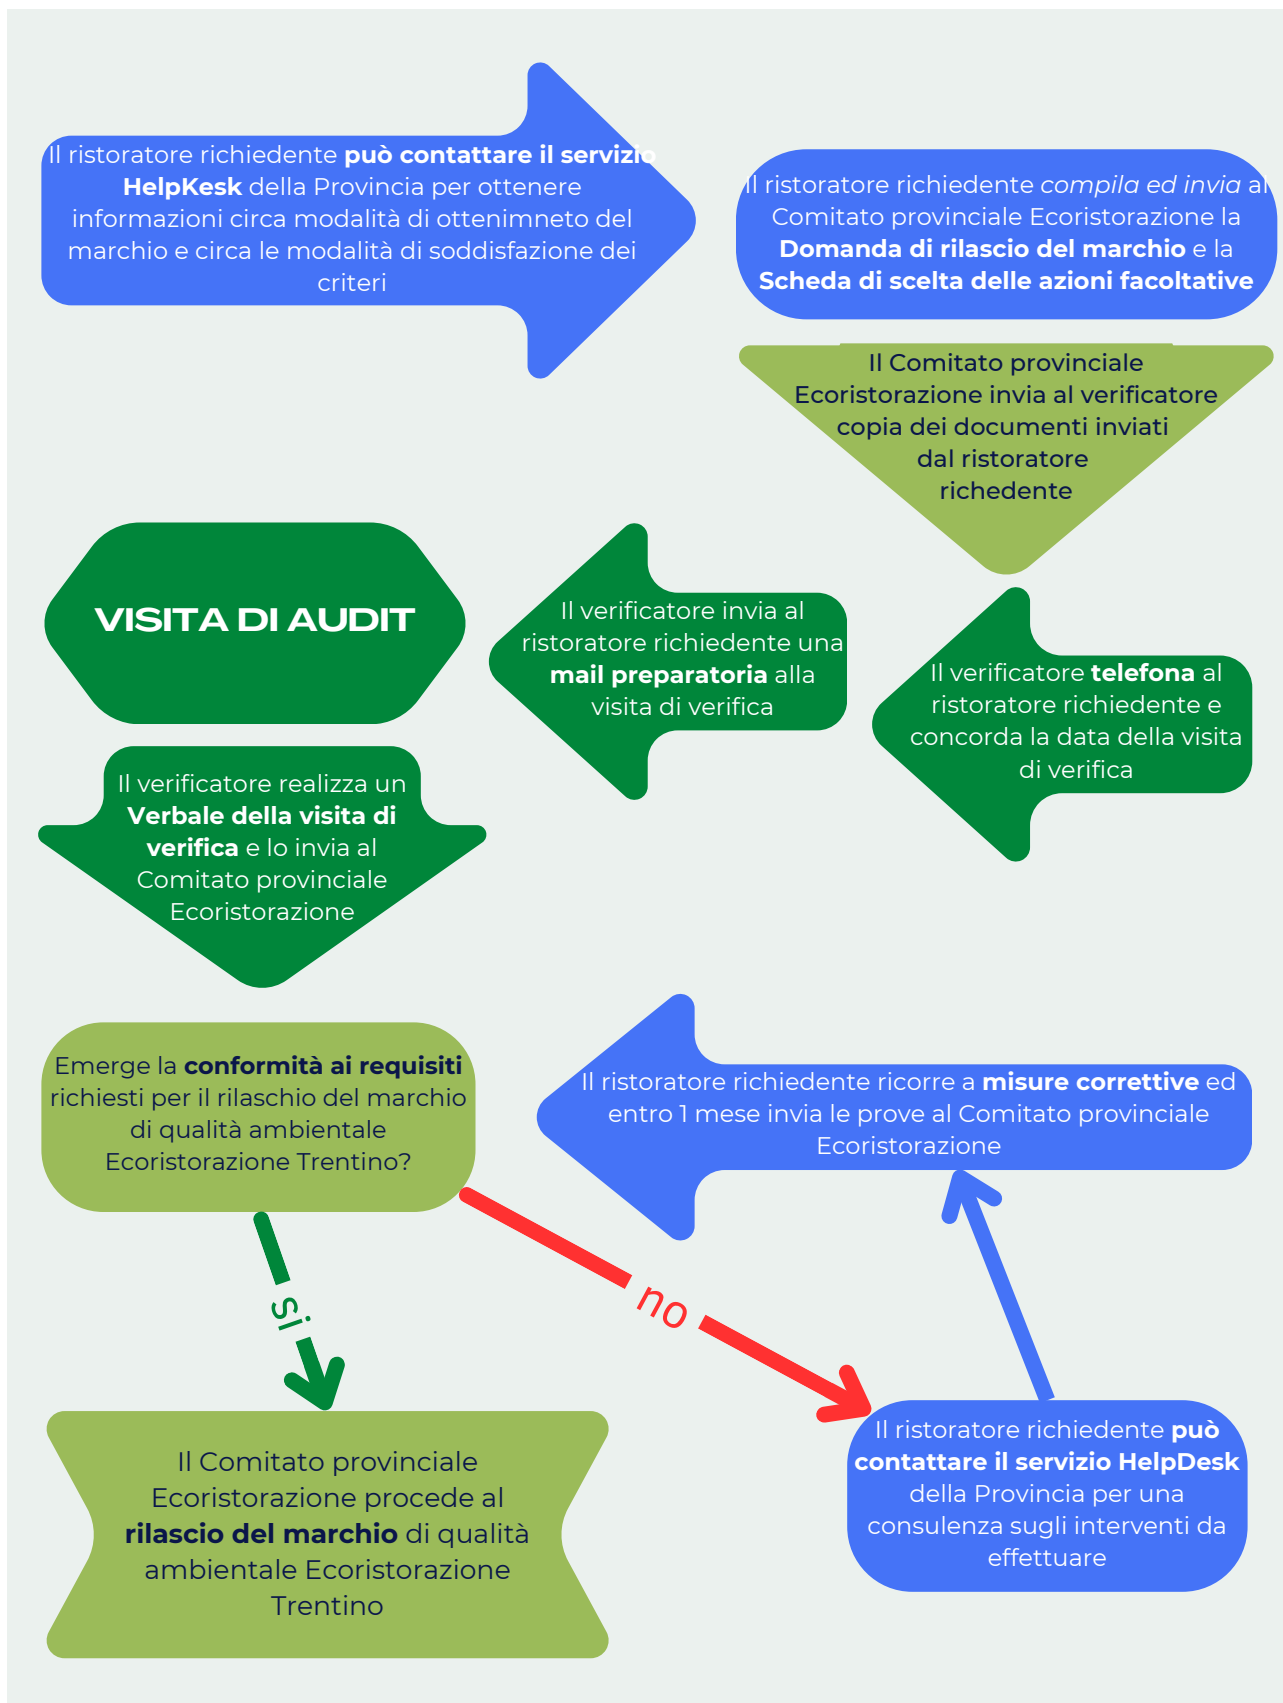 Il ristoratore richiedente può contattare il servizio
HelpKesk della Provincia per ottenere
informazioni circa modalità di ottenimneto del
marchio e circa le modalità di soddisfazione dei
criteri
Il ristoratore richiedente compila ed invia al
Comitato provinciale Ecoristorazione la
Domanda di rilascio del marchio e la
Scheda di scelta delle azioni facoltative
Il Comitato provinciale
Ecoristorazione invia al verificatore
copia dei documenti inviati
dal ristoratore
richedente
Il verificatore telefona al
ristoratore richiedente e
concorda la data della visita
di verifica
Il verificatore invia al
ristoratore richiedente una
mail preparatoria alla
visita di verifica
VISITA DI AUDIT
Il verificatore realizza un
Verbale della visita di
verifica e lo invia al
Comitato provinciale
Ecoristorazione
Emerge la conformità ai requisiti
richiesti per il rilaschio del marchio
di qualità ambientale
Ecoristorazione Trentino?
si
no
Il Comitato provinciale
Ecoristorazione procede al
rilascio del marchio di qualità
ambientale Ecoristorazione
Trentino
Il ristoratore richiedente può
contattare il servizio HelpDesk
della Provincia per una
consulenza sugli interventi da
effettuare
Il ristoratore richiedente ricorre a misure correttive ed
entro 1 mese invia le prove al Comitato provinciale
Ecoristorazione